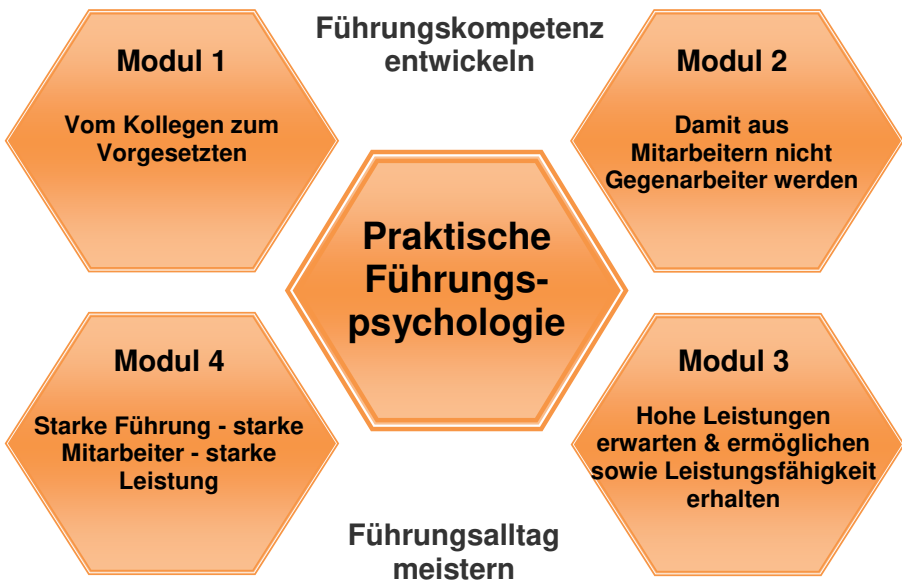 Führungskompetenz
entwickeln
Modul 1
Vom Kollegen zum
Vorgesetzten
Modul 2
Damit aus
Mitarbeitern nicht
Gegenarbeiter werden
Praktische
Führungs-
psychologie
Modul 4
Starke Führung - starke
Mitarbeiter - starke
Leistung
Modul 3
Hohe Leistungen
erwarten & ermöglichen
sowie Leistungsfähigkeit
erhalten
Führungsalltag
meistern